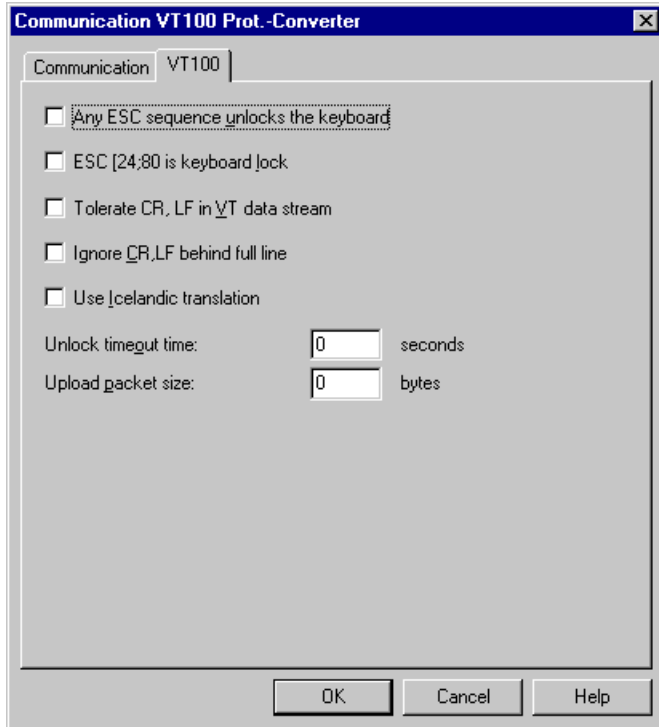 Communication VT100 Prot.-Converter
Communication VT100
Any ESC sequence unlocks the keyboard
ESC [24;80 is keyboard lock
Tolerate CR, LF in VT data stream
Ignore CR,LF behind full line
Use Icelandic translation
Unlock timeout time: 0 seconds
Upload packet size: 0 bytes
OK Cancel Help